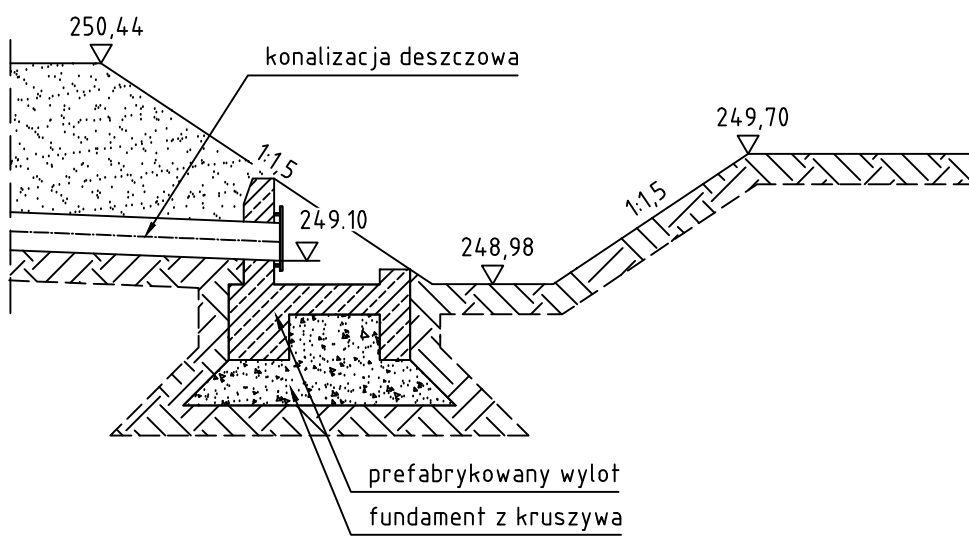 250,44
konalizacja deszczowa
249,70
1:1,5
1:1,5
249.10
248,98
prefabrykowany wylot
fundament z kruszywa